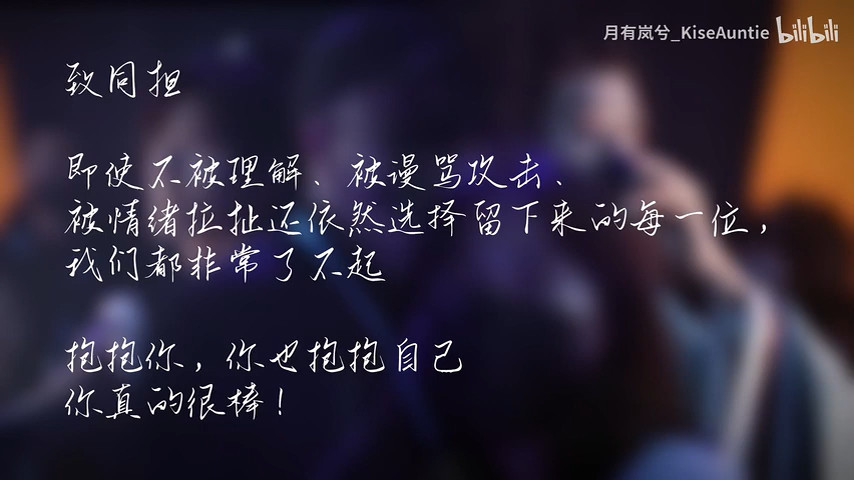 月有岚兮_KiseAuntie bilibili
致同担
即使不被理解、被谩骂攻击、
被情绪拉扯还依然选择留下来的每一位，
我们都非常了不起
抱抱你，你也抱抱自己
你真的很棒！